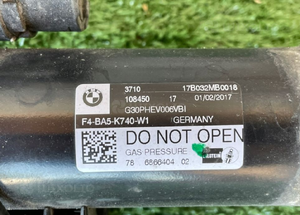 3710 17B032MB0018
108450 17 01/02/2017
G30PHEV006VBI
F4-BA5-K740-W1 GERMANY
DO NOT OPEN
GAS PRESSURE
78 6866404 02